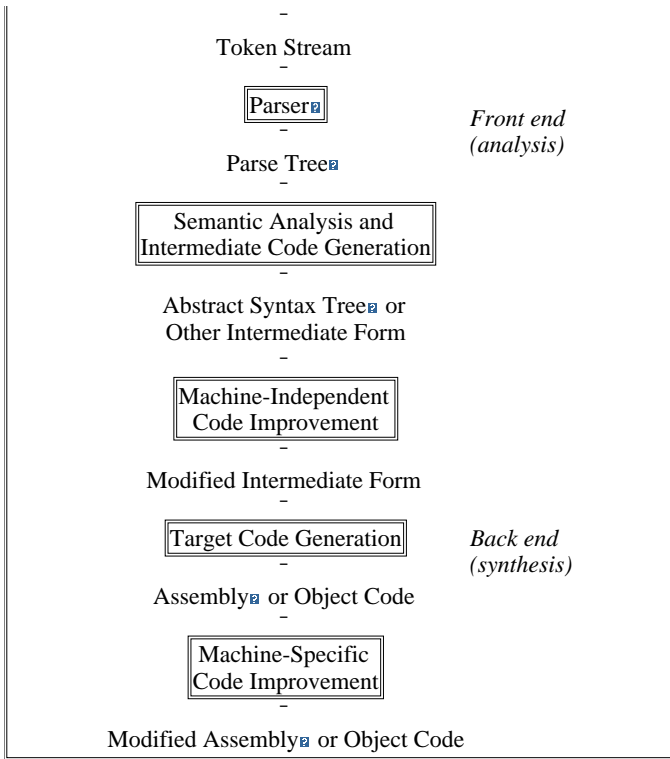 Token Stream
Parser
Front end
(analysis)
Parse Tree
Semantic Analysis and
Intermediate Code Generation
Abstract Syntax Tree or
Other Intermediate Form
Machine-Independent
Code Improvement
Modified Intermediate Form
Target Code Generation
Back end
(synthesis)
Assembly or Object Code
Machine-Specific
Code Improvement
Modified Assembly or Object Code